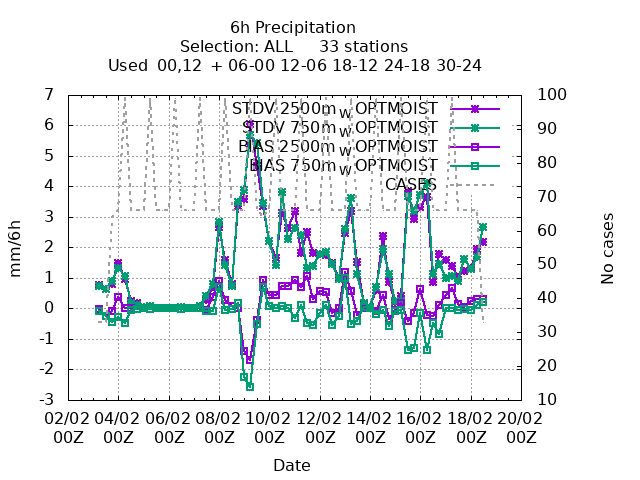 6h Precipitation
Selection: ALL 33 stations
Used 00,12 + 06-00 12-06 18-12 24-18 30-24
STDV 2500m_W OPTMOIST
STDV 750m_W OPTMOIST
BIAS 2500m_W OPTMOIST
BIAS 750m_W OPTMOIST
CASES
7
6
5
4
3
2
1
0
-1
-2
-3
mm/6h
100
90
80
70
60
50
40
30
20
10
No cases
02/02 04/02 06/02 08/02 10/02 12/02 14/02 16/02 18/02 20/02
00Z 00Z 00Z 00Z 00Z 00Z 00Z 00Z 00Z 00Z
Date